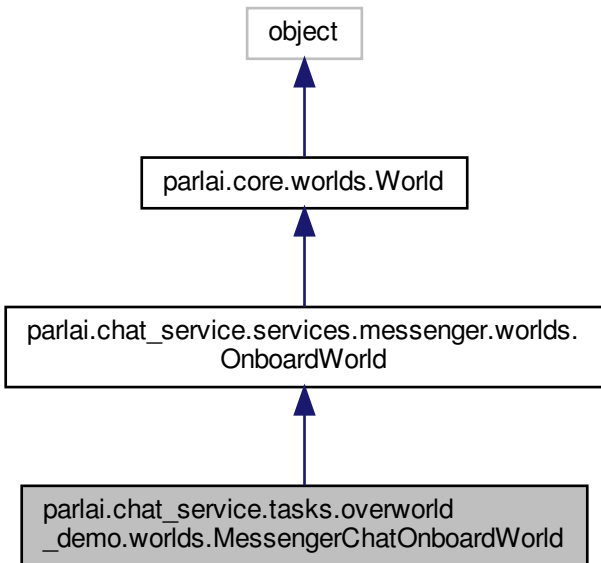 object
parlai.core.worlds.World
parlai.chat_service.services.messenger.worlds.
OnboardWorld
parlai.chat_service.tasks.overworld
_demo.worlds.MessengerChatOnboardWorld